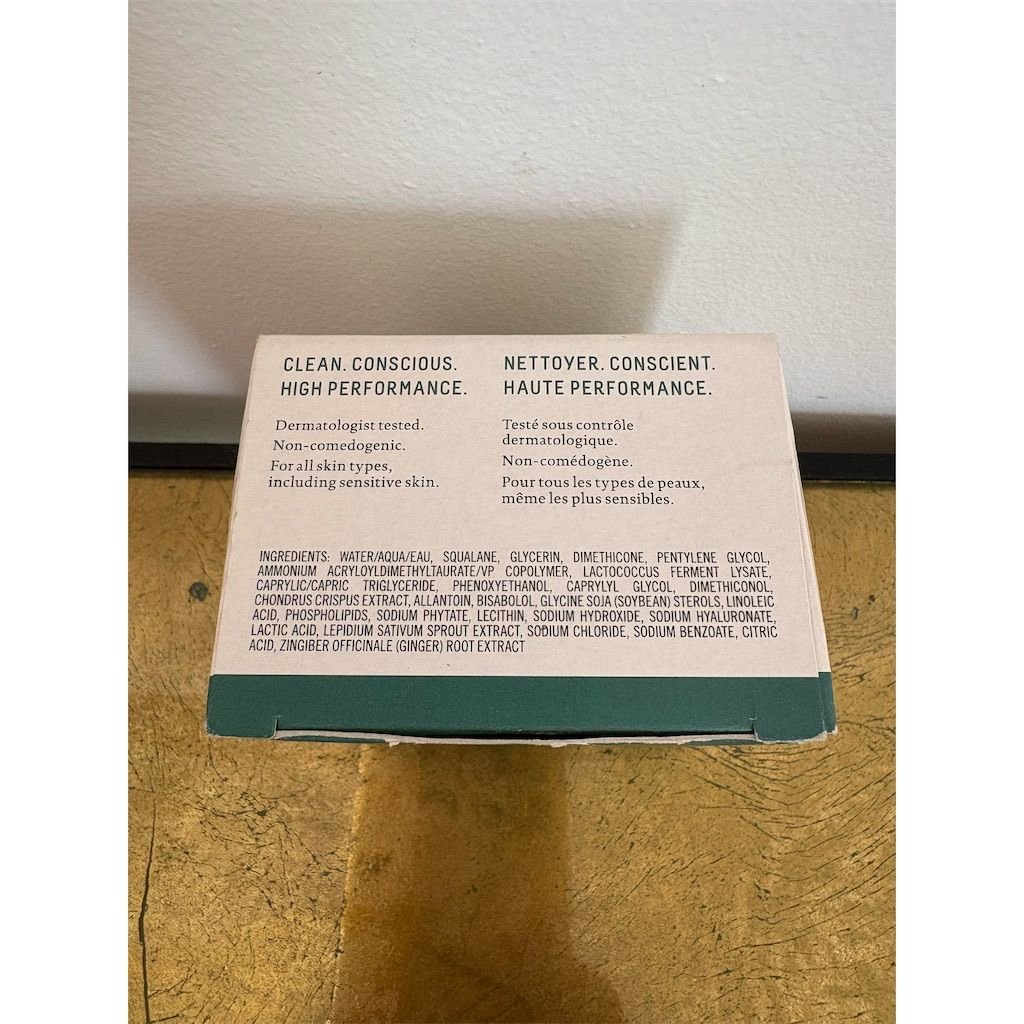 CLEAN. CONSCIOUS.
HIGH PERFORMANCE.
Dermatologist tested.
Non-comedogenic.
For all skin types,
including sensitive skin.
NETTOYER. CONSCIENT.
HAUTE PERFORMANCE.
Testé sous contrôle
dermatologique.
Non-comédogène.
Pour tous les types de peaux,
même les plus sensibles.
INGREDIENTS: WATER/AQUA/EAU, SQUALANE, GLYCERIN, DIMETHICONE, PENTYLENE GLYCOL,
AMMONIUM ACRYLOYLDIMETHYLTAURATE/VP COPOLYMER, LACTOCOCCUS FERMENT LYSATE,
CAPRYLIC/CAPRIC TRIGLYCERIDE, PHENOXYETHANOL, CAPRYLYL GLYCOL, DIMETHICONOL,
CHONDRUS CRISPUS EXTRACT, ALLANTOIN, BISABOLOL, GLYCINE SOJA (SOYBEAN) STEROLS, LINOLEIC
ACID, PHOSPHOLIPIDS, SODIUM PHYTATE, LECITHIN, SODIUM HYDROXIDE, SODIUM HYALURONATE,
LACTIC ACID, LEPIDIUM SATIVUM SPROUT EXTRACT, SODIUM CHLORIDE, SODIUM BENZOATE, CITRIC
ACID, ZINGIBER OFFICINALE (GINGER) ROOT EXTRACT